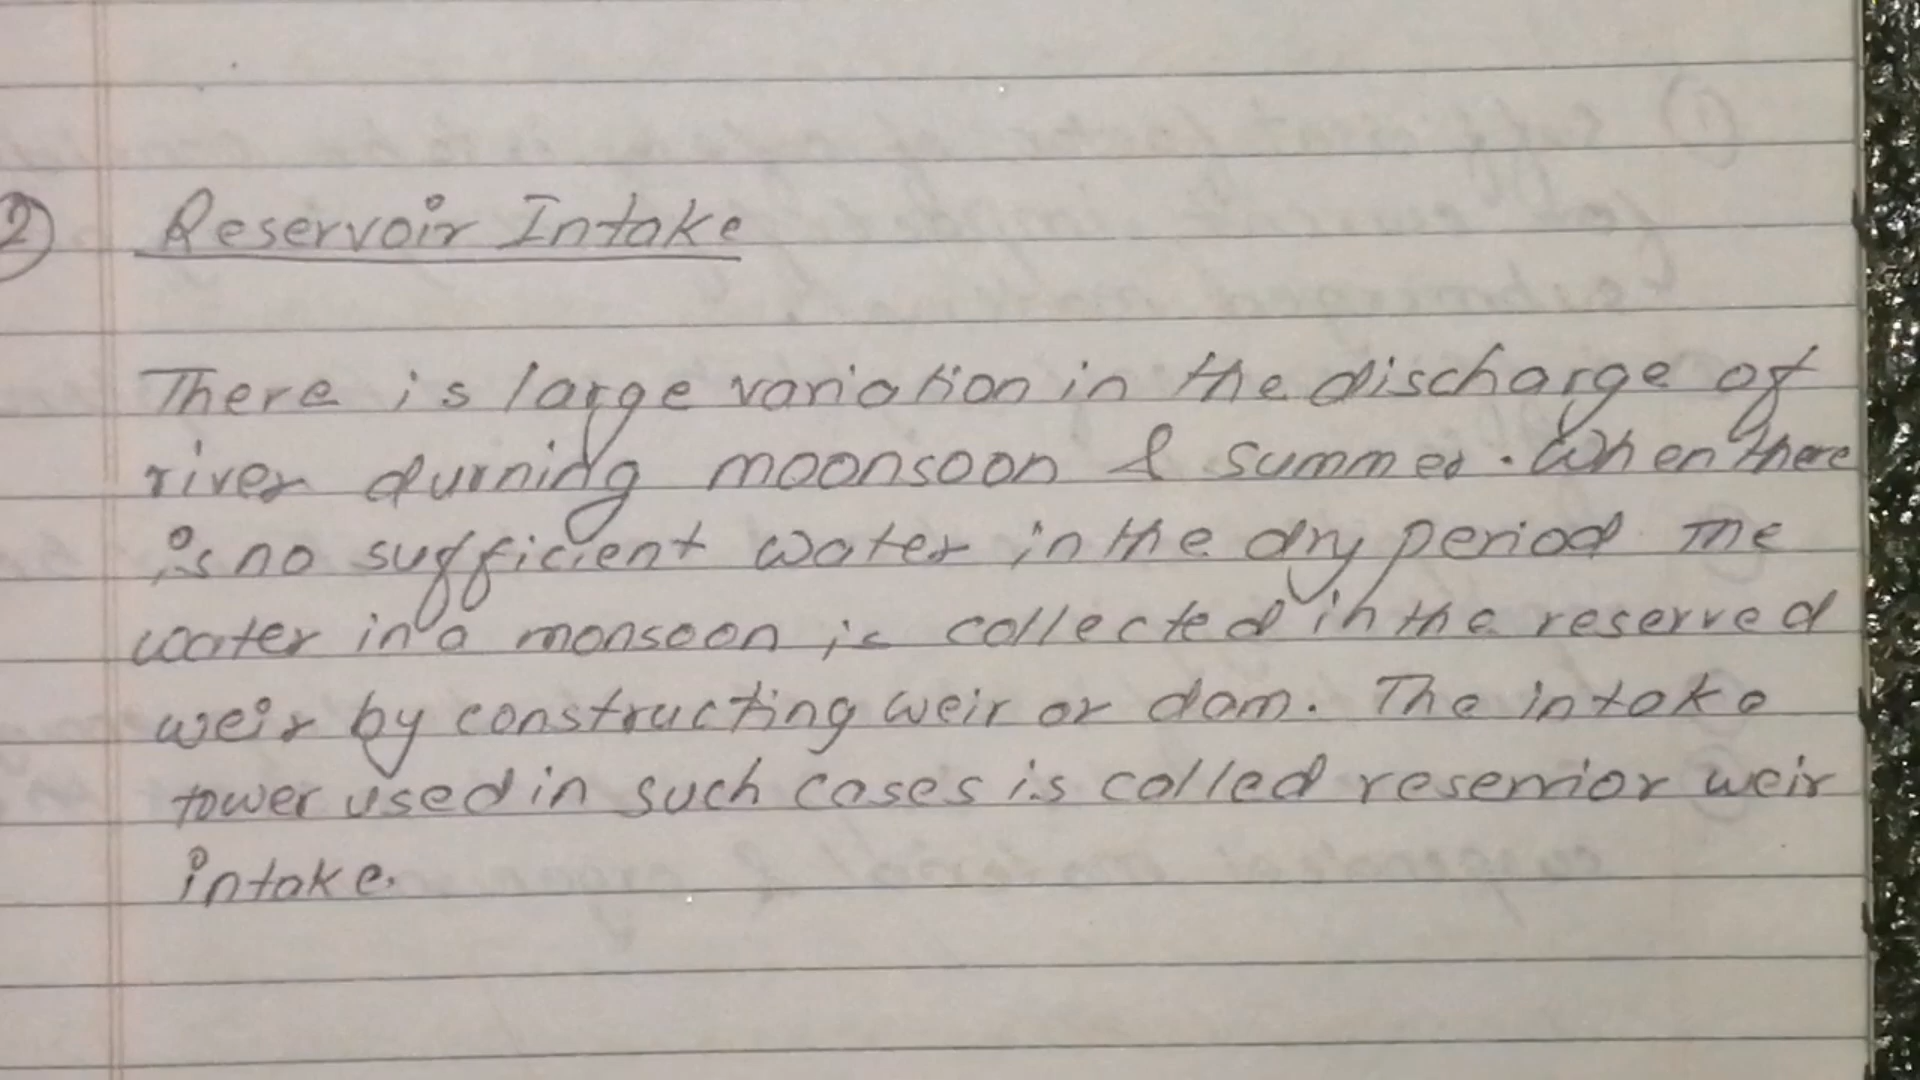 2 Reservoir Intake
There is large variation in the discharge of
river durning moonsoon & summer. When there
is no sufficient water in the dry period the
water in a monsoon is collected in the reserved
weir by constructing weir or dam. The intake
tower used in such cases is called reservior weir
intake.